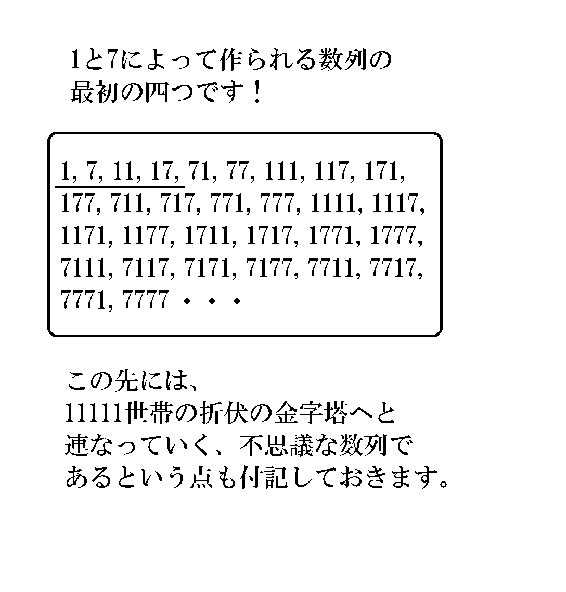 1と7によって作られる数列の
最初の四つです！
1, 7, 11, 17, 71, 77, 111, 117, 171,
177, 711, 717, 771, 777, 1111, 1117,
1171, 1177, 1711, 1717, 1771, 1777,
7111, 7117, 7171, 7177, 7711, 7717,
7771, 7777 ・・・
この先には、
11111世帯の折伏の金字塔へと
連なっていく、不思議な数列で
あるという点も付記しておきます。